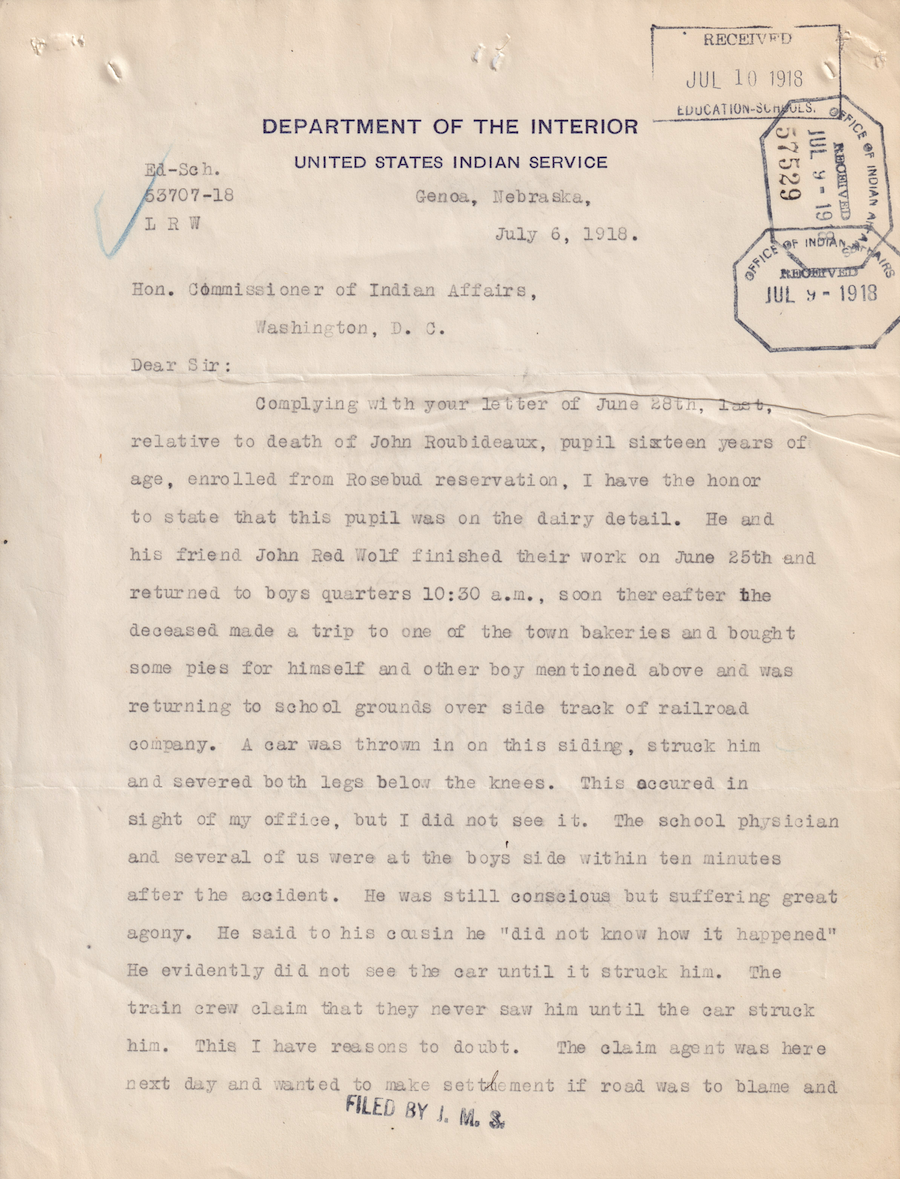 RECEIVED
JUL 10 1918
EDUCATION-SCHOOLS.
OFFICE OF INDIAN AFFAIRS
RECEIVED
JUL 9 - 1918
57529
OFFICE OF INDIAN AFFAIRS
RECEIVED
JUL 9 - 1918
DEPARTMENT OF THE INTERIOR
UNITED STATES INDIAN SERVICE
Ed-Sch.
53707-18
L R W
Genoa, Nebraska,
July 6, 1918.
Hon. Commissioner of Indian Affairs,
Washington, D. C.
Dear Sir:
Complying with your letter of June 28th, last,
relative to death of John Roubideaux, pupil sixteen years of
age, enrolled from Rosebud reservation, I have the honor
to state that this pupil was on the dairy detail. He and
his friend John Red Wolf finished their work on June 25th and
returned to boys quarters 10:30 a.m., soon thereafter the
deceased made a trip to one of the town bakeries and bought
some pies for himself and other boy mentioned above and was
returning to school grounds over side track of railroad
company. A car was thrown in on this siding, struck him
and severed both legs below the knees. This accured in
sight of my office, but I did not see it. The school physician
and several of us were at the boy's side within ten minutes
after the accident. He was still conscious but suffering great
agony. He said to his cousin he "did not know how it happened"
He evidently did not see the car until it struck him. The
train crew claim that they never saw him until the car struck
him. This I have reasons to doubt. The claim agent was here
next day and wanted to make settlement if road was to blame and
FILED BY J. M. S.